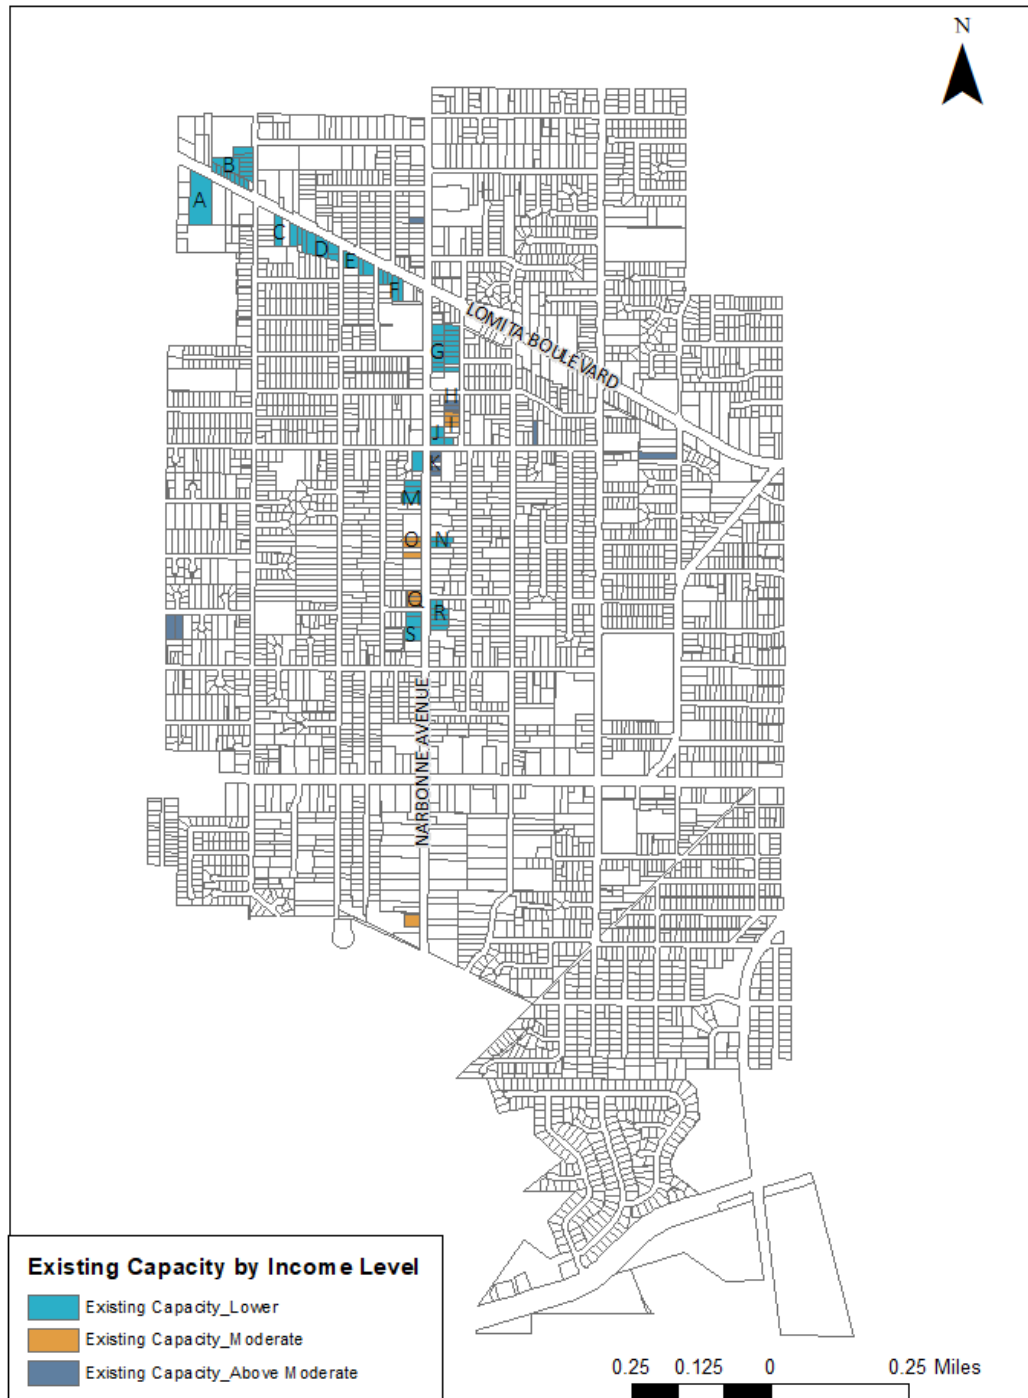 N
B
A
C
D
E
F
LOMITA BOULEVARD
G
H
I
J
K
M
O N
Q
R
S
NARBONNE AVENUE
Existing Capacity by Income Level
Existing Capacity_Lower
Existing Capacity_Moderate
Existing Capacity_Above Moderate
0.25 0.125 0 0.25 Miles